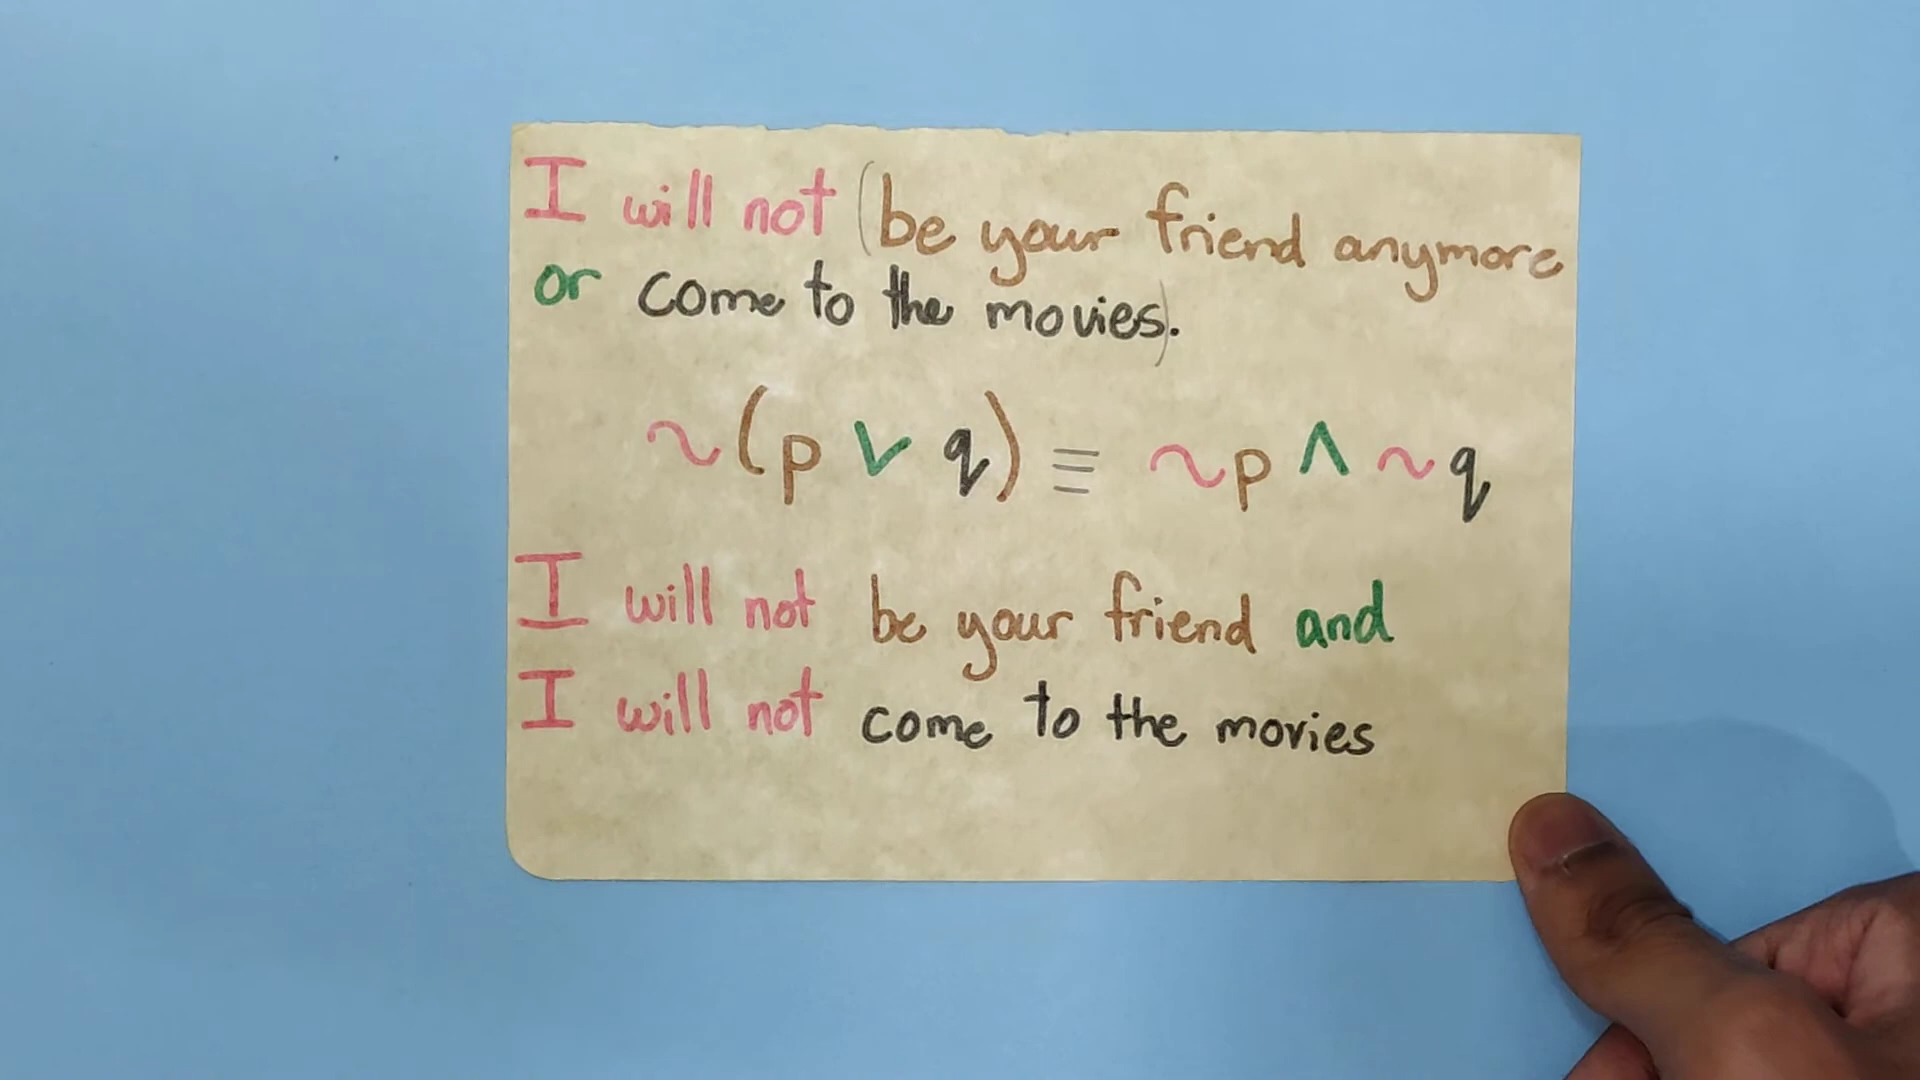 I will not (be your friend anymore
or come to the movies).
~(p ∨ q) ≡ ~p ∧ ~q
I will not be your friend and
I will not come to the movies